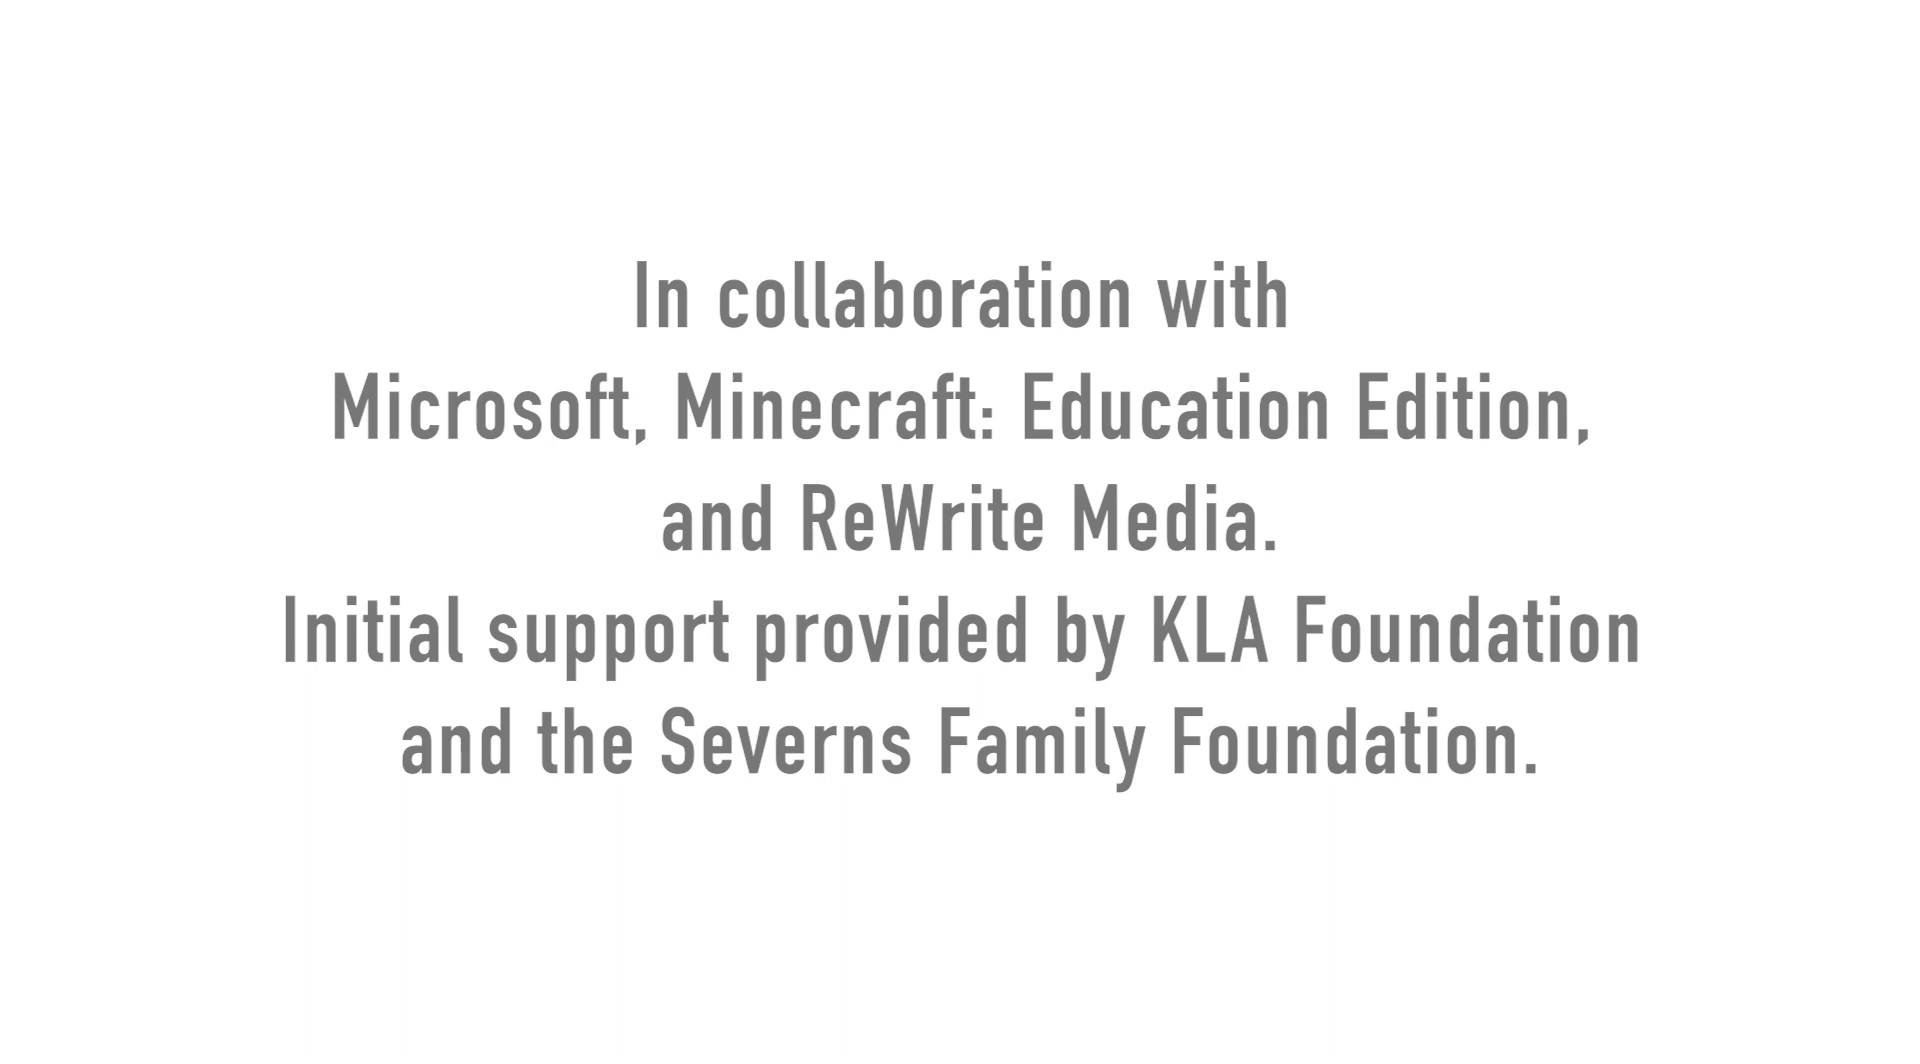 In collaboration with
Microsoft, Minecraft: Education Edition,
and ReWrite Media.
Initial support provided by KLA Foundation
and the Severns Family Foundation.